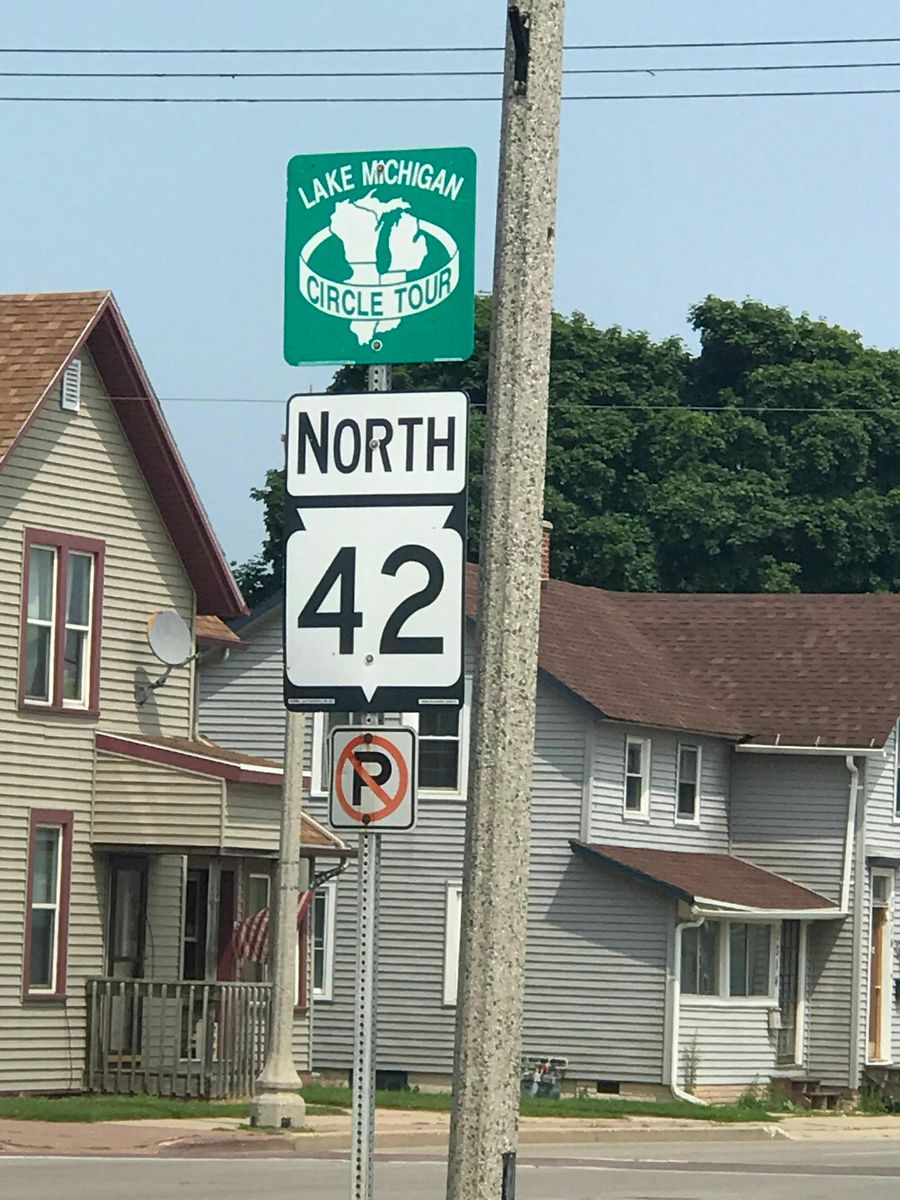 LAKE MICHIGAN
CIRCLE TOUR
NORTH
42
P